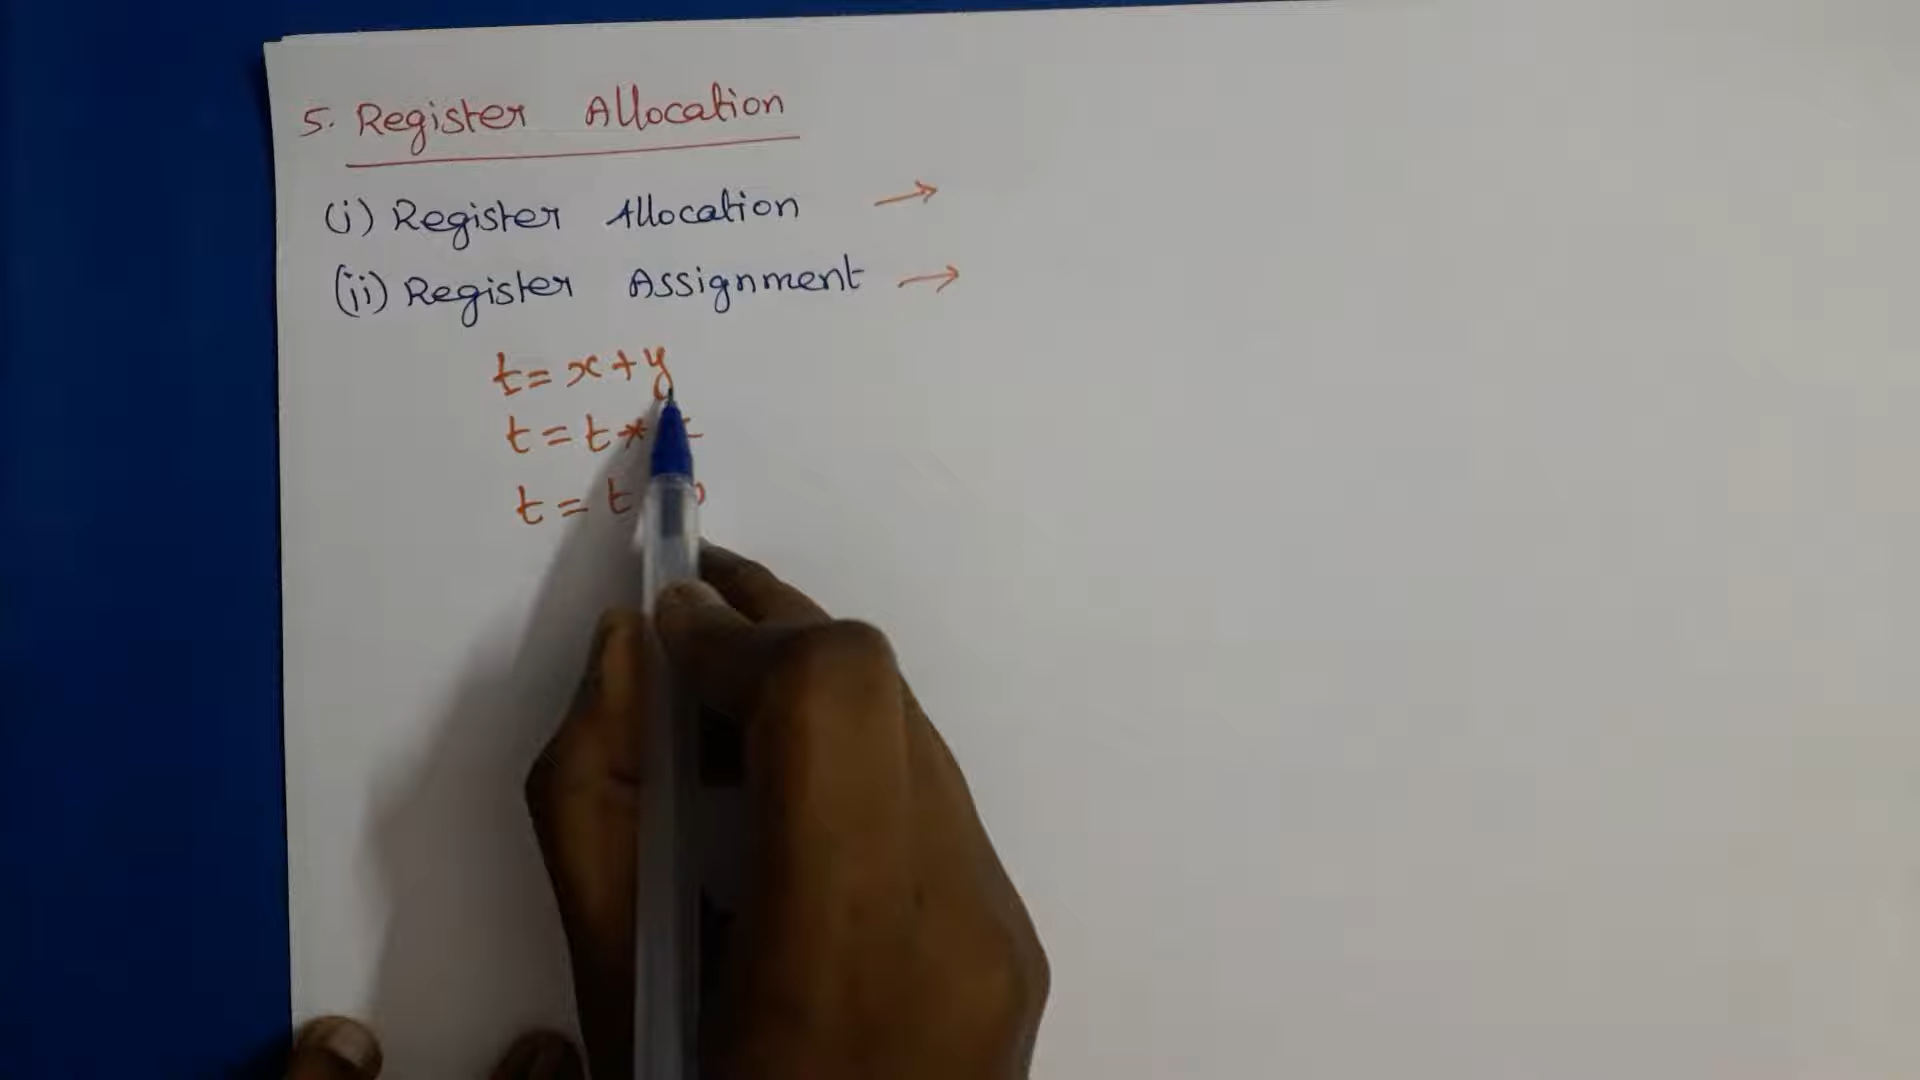 5. Register Allocation
(i) Register Allocation →
(ii) Register Assignment →
t = x + y
t = t *
t = t